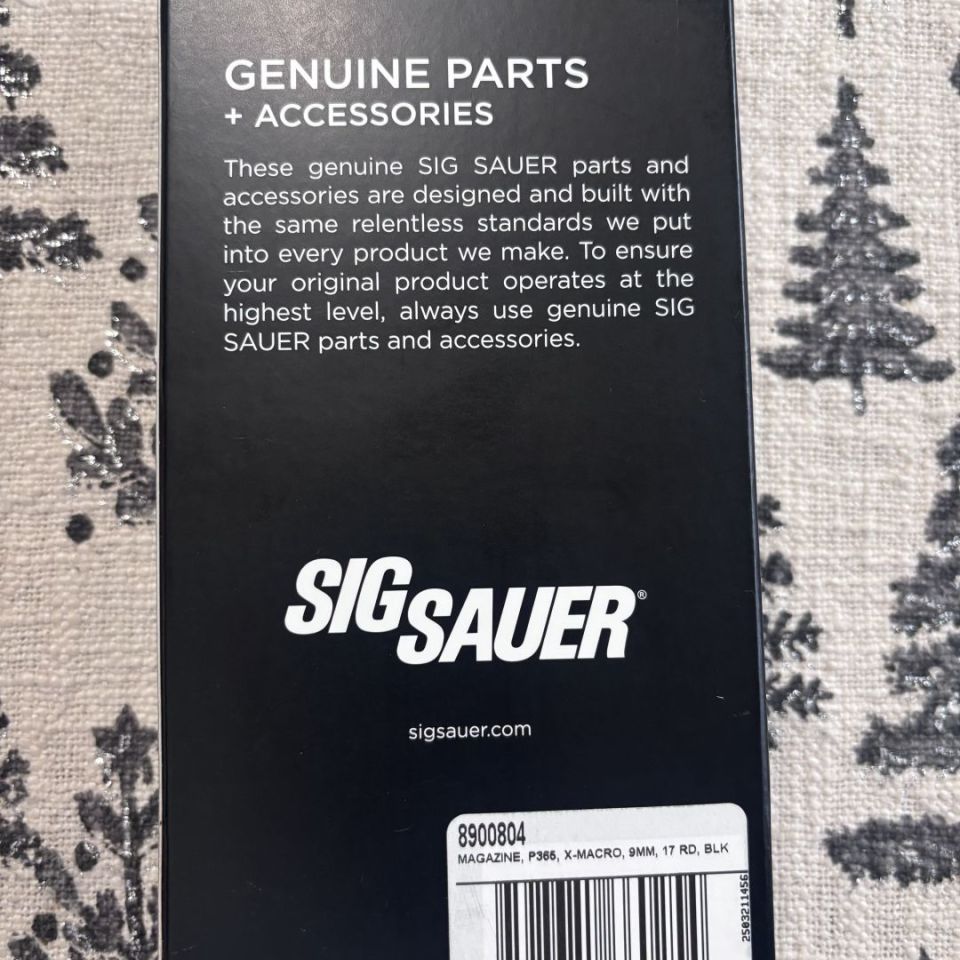 GENUINE PARTS
+ ACCESSORIES
These genuine SIG SAUER parts and
accessories are designed and built with
the same relentless standards we put
into every product we make. To ensure
your original product operates at the
highest level, always use genuine SIG
SAUER parts and accessories.
SIG SAUER®
sigsauer.com
8900804
MAGAZINE, P365, X-MACRO, 9MM, 17 RD, BLK
2503211456